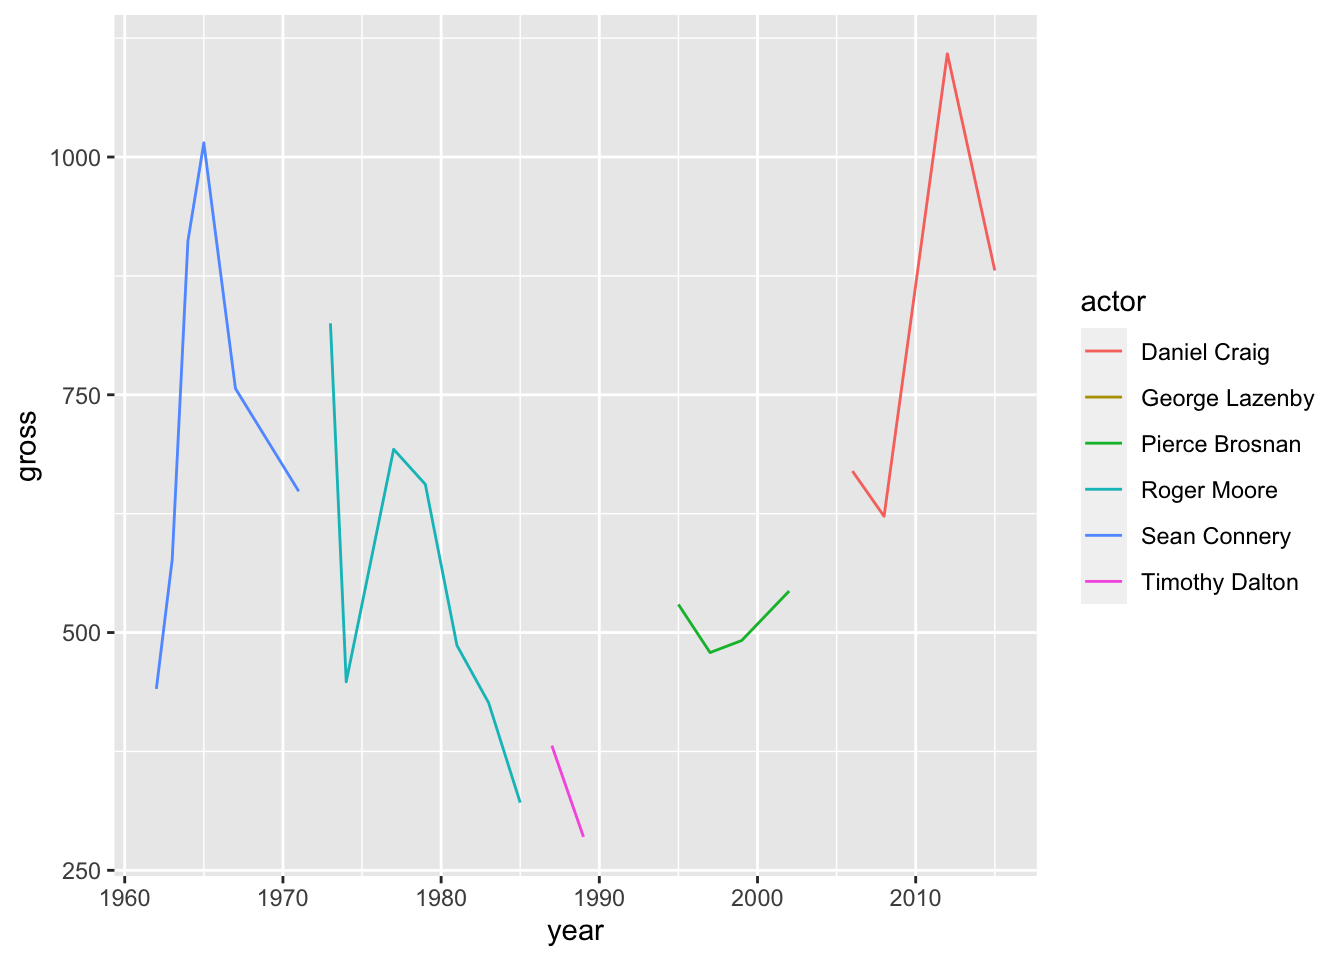 1000
750
500
250
gross
1960 1970 1980 1990 2000 2010
year
actor
Daniel Craig
George Lazenby
Pierce Brosnan
Roger Moore
Sean Connery
Timothy Dalton